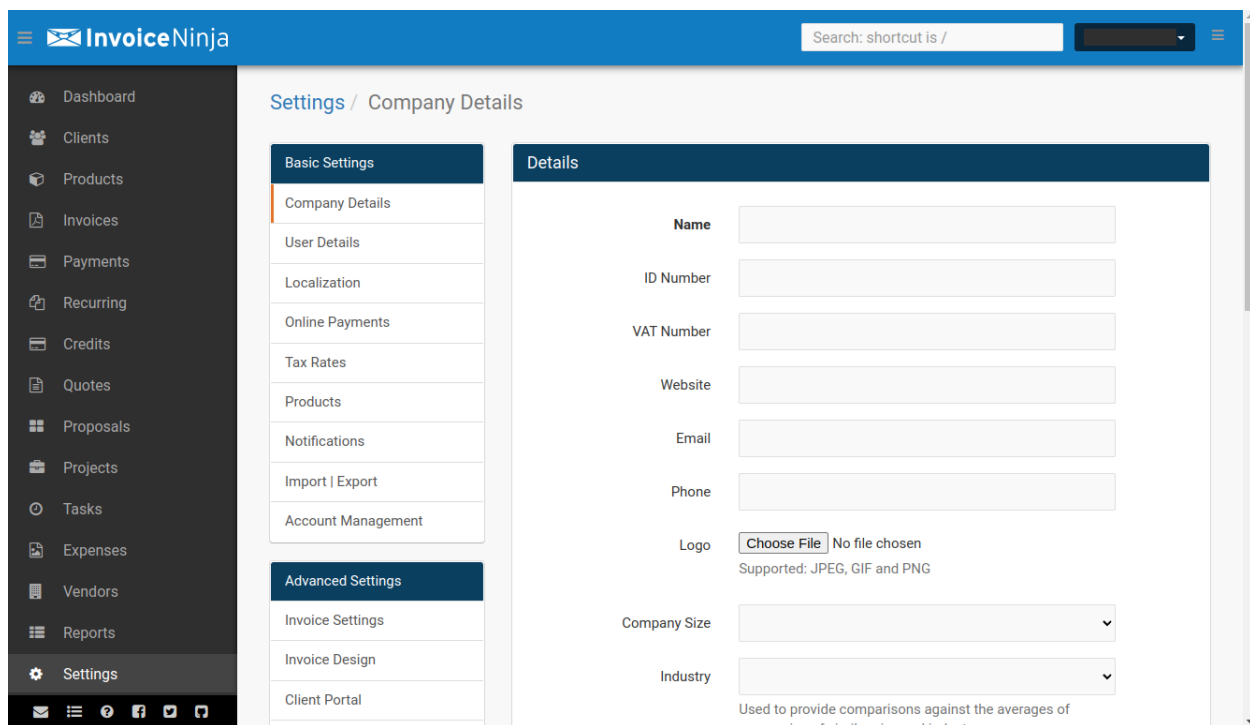 InvoiceNinja
Search: shortcut is /
Dashboard
Clients
Products
Invoices
Payments
Recurring
Credits
Quotes
Proposals
Projects
Tasks
Expenses
Vendors
Reports
Settings
Settings / Company Details
Basic Settings
Company Details
User Details
Localization
Online Payments
Tax Rates
Products
Notifications
Import | Export
Account Management
Advanced Settings
Invoice Settings
Invoice Design
Client Portal
Details
Name
ID Number
VAT Number
Website
Email
Phone
Logo
Choose File No file chosen
Supported: JPEG, GIF and PNG
Company Size
Industry
Used to provide comparisons against the averages of